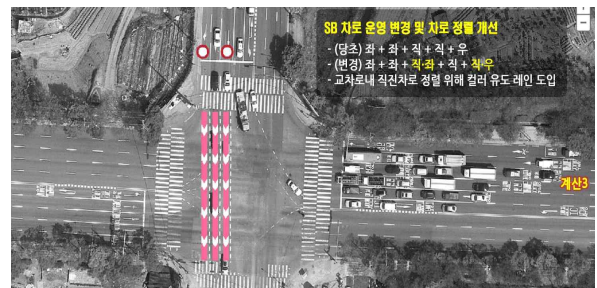 SB 차로 운영 변경 및 차로 정렬 개선
- (당초) 좌 + 좌 + 직 + 직 + 우
- (변경) 좌 + 좌 + 직·좌 + 직 + 직·우
- 교차로내 직진차로 정렬 위해 컬러 유도 레인 도입
계산3